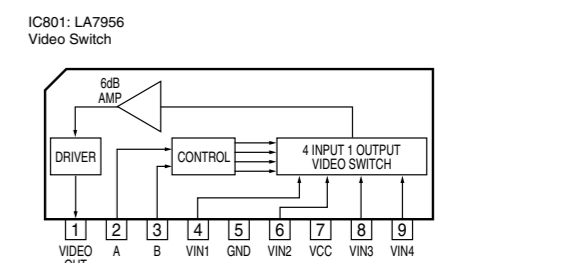 IC801: LA7956
Video Switch
6dB
AMP
DRIVER
CONTROL
4 INPUT 1 OUTPUT
VIDEO SWITCH
1 2 3 4 5 6 7 8 9
VIDEO A B VIN1 GND VIN2 VCC VIN3 VIN4
OUT